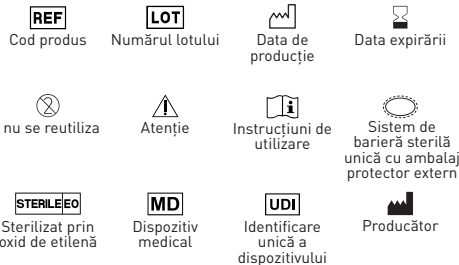 REF
LOT
Cod produs
Numărul lotului
Data de
producție
Data expirării
2
nu se reutiliza
Atenție
i
Instrucțiuni de
utilizare
Sistem de
barieră sterilă
unică cu ambalaj
protector extern
STERILE EO
Sterilizat prin
oxid de etilenă
MD
Dispozitiv
medical
UDI
Identificare
unică a
dispozitivului
Producător